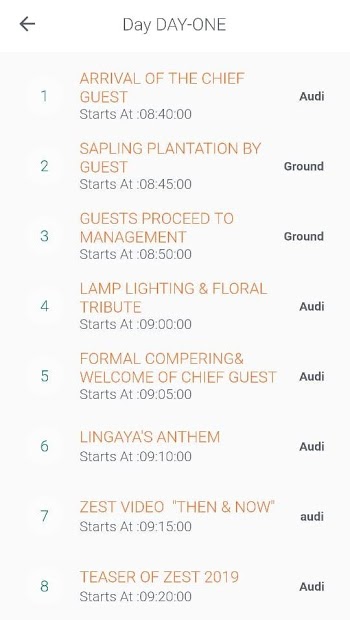 Day DAY-ONE
1
ARRIVAL OF THE CHIEF
GUEST
Starts At :08:40:00
Audi
2
SAPLING PLANTATION BY
GUEST
Starts At :08:45:00
Ground
3
GUESTS PROCEED TO
MANAGEMENT
Starts At :08:50:00
Ground
4
LAMP LIGHTING & FLORAL
TRIBUTE
Starts At :09:00:00
Audi
5
FORMAL COMPERING&
WELCOME OF CHIEF GUEST
Starts At :09:05:00
Audi
6
LINGAYA'S ANTHEM
Starts At :09:10:00
Audi
7
ZEST VIDEO  "THEN & NOW"
Starts At :09:15:00
audi
8
TEASER OF ZEST 2019
Starts At :09:20:00
Audi